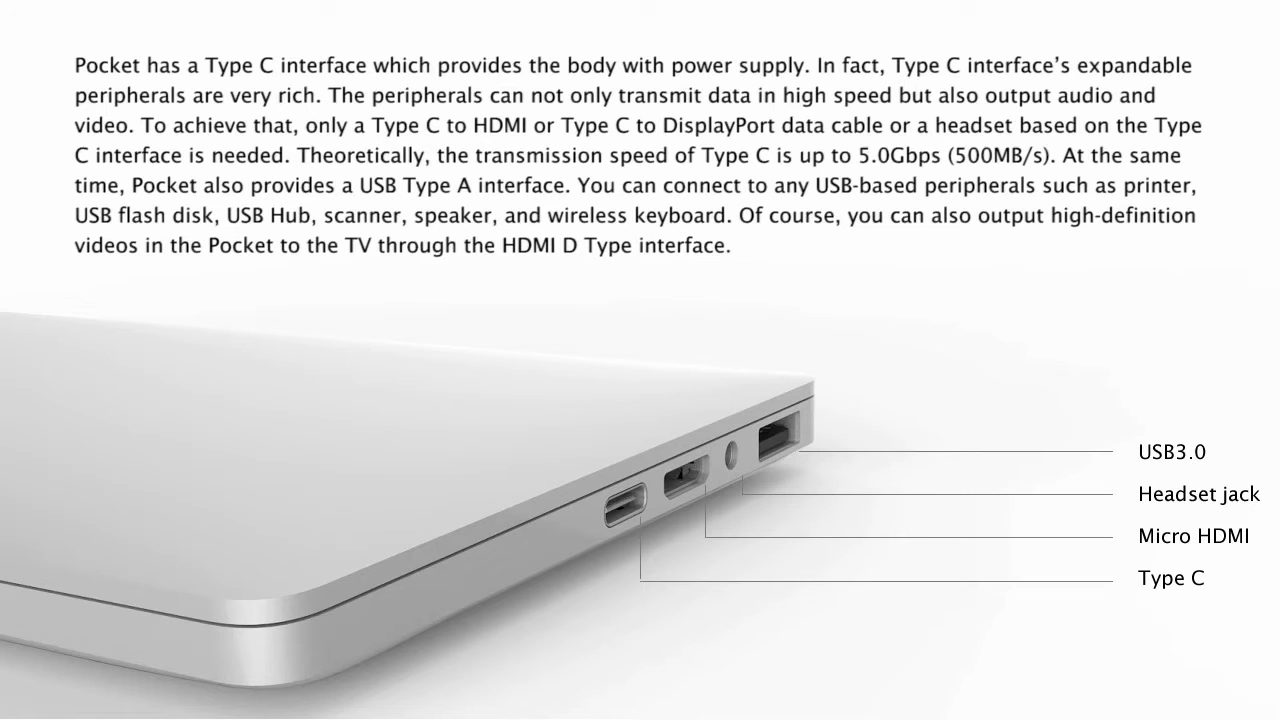 Pocket has a Type C interface which provides the body with power supply. In fact, Type C interface’s expandable
peripherals are very rich. The peripherals can not only transmit data in high speed but also output audio and
video. To achieve that, only a Type C to HDMI or Type C to DisplayPort data cable or a headset based on the Type
C interface is needed. Theoretically, the transmission speed of Type C is up to 5.0Gbps (500MB/s). At the same
time, Pocket also provides a USB Type A interface. You can connect to any USB-based peripherals such as printer,
USB flash disk, USB Hub, scanner, speaker, and wireless keyboard. Of course, you can also output high-definition
videos in the Pocket to the TV through the HDMI D Type interface.
USB3.0
Headset jack
Micro HDMI
Type C